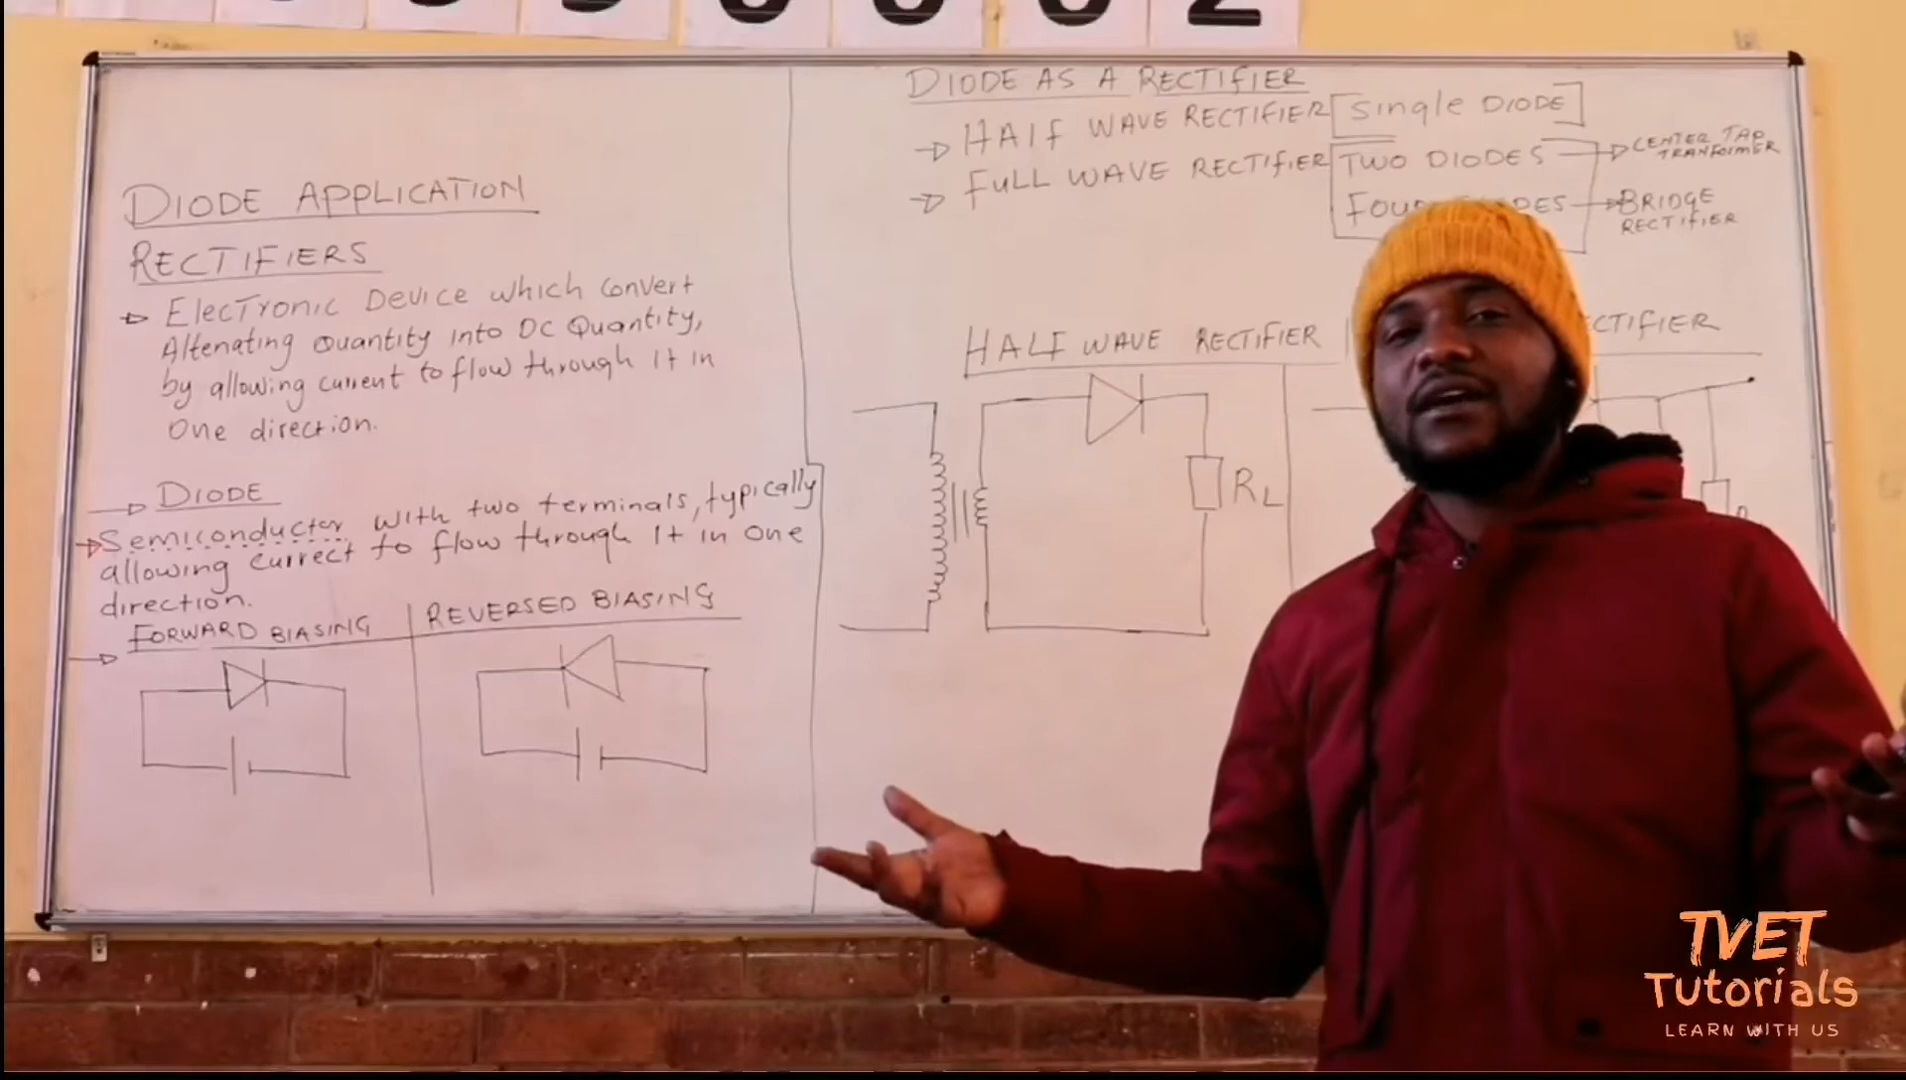 DIODE APPLICATION
RECTIFIERS
Electronic Device which convert
Altenating Quantity into DC Quantity,
by allowing current to flow through it in
One direction.
DIODE
Semiconductor with two terminals, typically
allowing currect to flow through it in one
direction.
FORWARD BIASING
REVERSED BIASING
DIODE AS A RECTIFIER
HALF WAVE RECTIFIER [Single DIODE]
FULL WAVE RECTIFIER
TWO DIODES
CENTER TAP
TRANFORMER
BRIDGE
RECTIFIER
HALF WAVE RECTIFIER
RL
TVET
Tutorials
LEARN WITH US